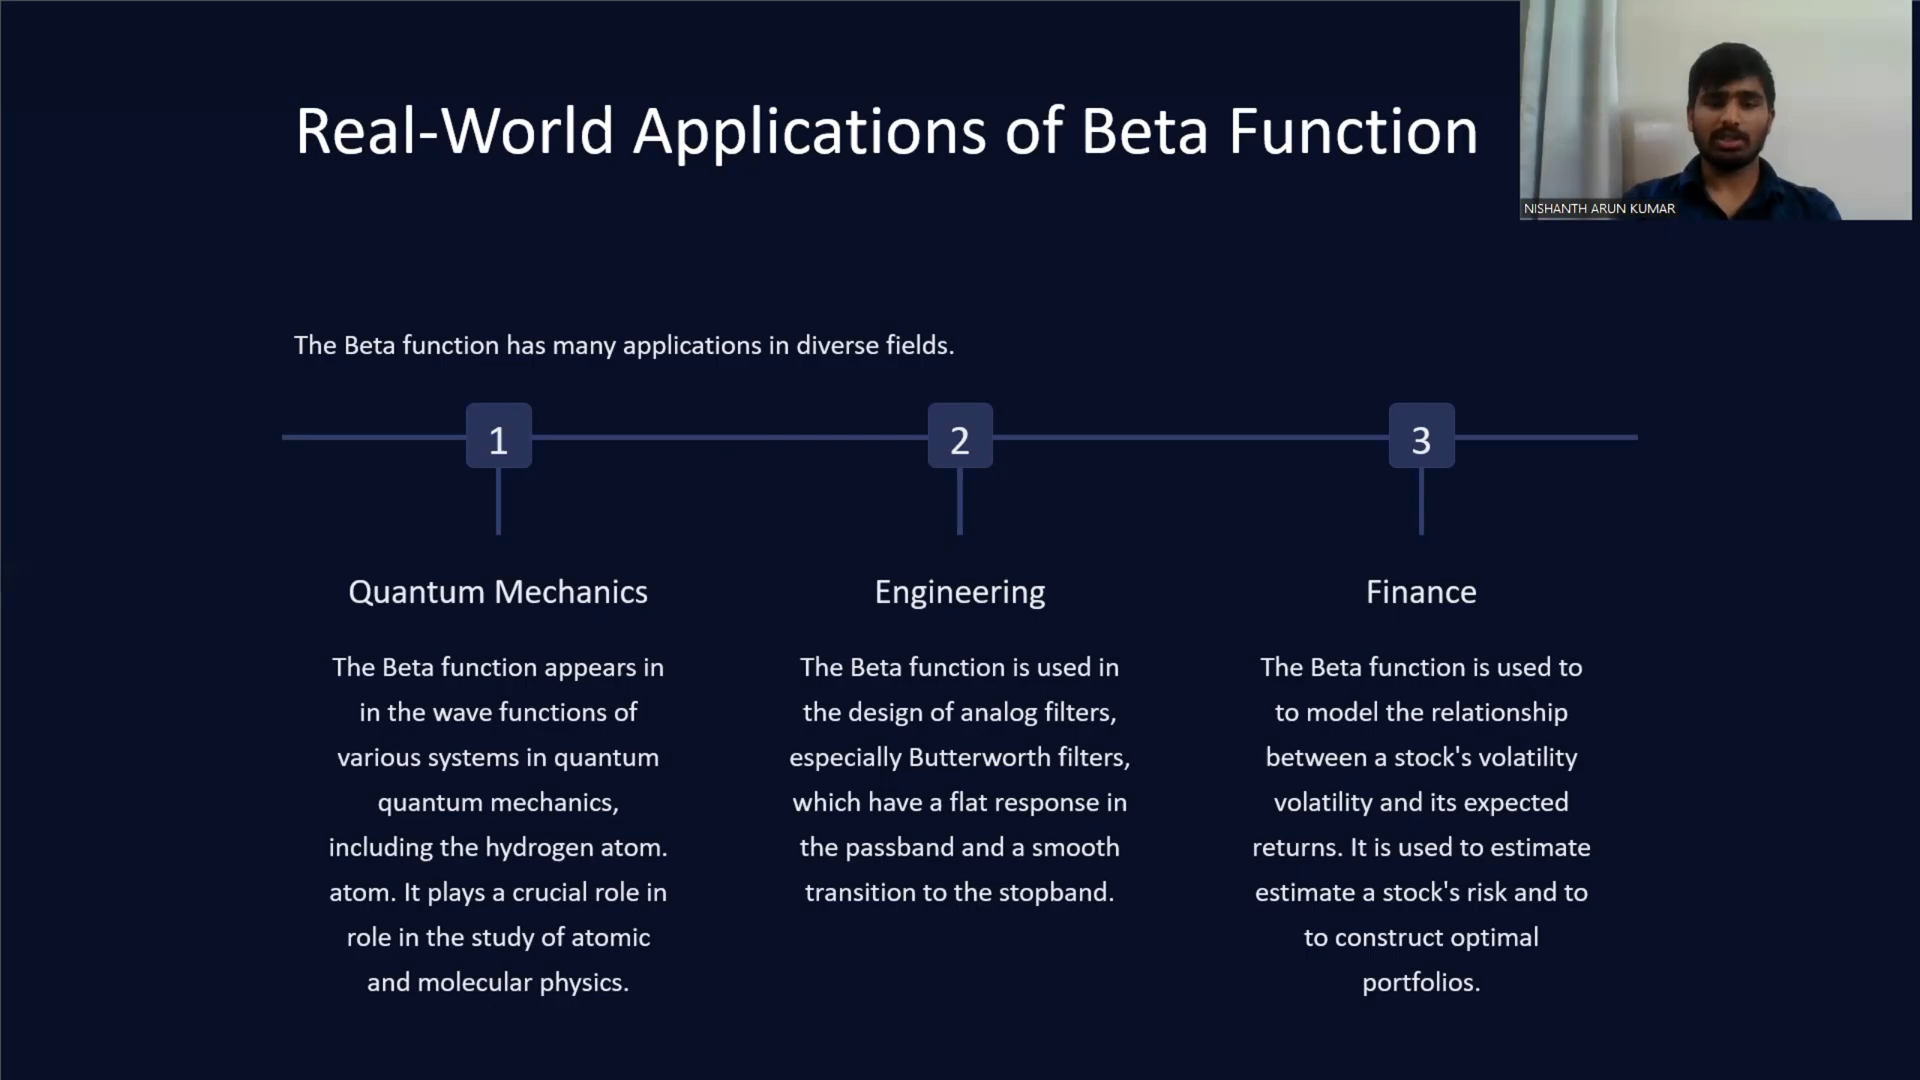 Real-World Applications of Beta Function
NISHANTH ARUN KUMAR
The Beta function has many applications in diverse fields.
1
2
3
Quantum Mechanics
The Beta function appears in
in the wave functions of
various systems in quantum
quantum mechanics,
including the hydrogen atom.
atom. It plays a crucial role in
role in the study of atomic
and molecular physics.
Engineering
The Beta function is used in
the design of analog filters,
especially Butterworth filters,
which have a flat response in
the passband and a smooth
transition to the stopband.
Finance
The Beta function is used to
to model the relationship
between a stock's volatility
volatility and its expected
returns. It is used to estimate
estimate a stock's risk and to
to construct optimal
portfolios.